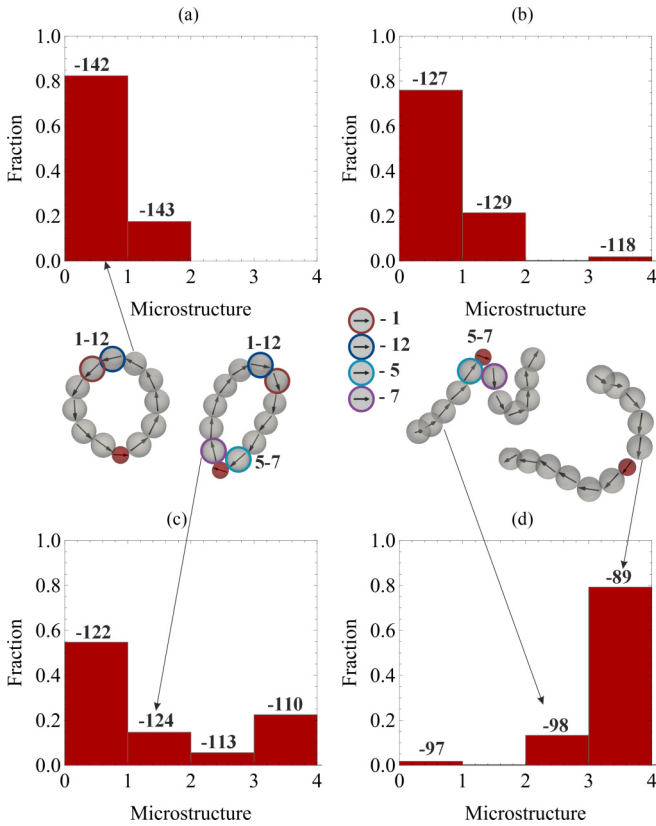 (a)
1.0
0.8
0.6
0.4
0.2
0.0
Fraction
-142
-143
0 1 2 3 4
Microstructure
(b)
1.0
0.8
0.6
0.4
0.2
0.0
Fraction
-127
-129
-118
0 1 2 3 4
Microstructure
1-12
1-12
5-7
- 1
- 12
- 5
- 7
5-7
(c)
1.0
0.8
0.6
0.4
0.2
0.0
Fraction
-122
-124
-113
-110
0 1 2 3 4
Microstructure
(d)
1.0
0.8
0.6
0.4
0.2
0.0
Fraction
-97
-98
-89
0 1 2 3 4
Microstructure